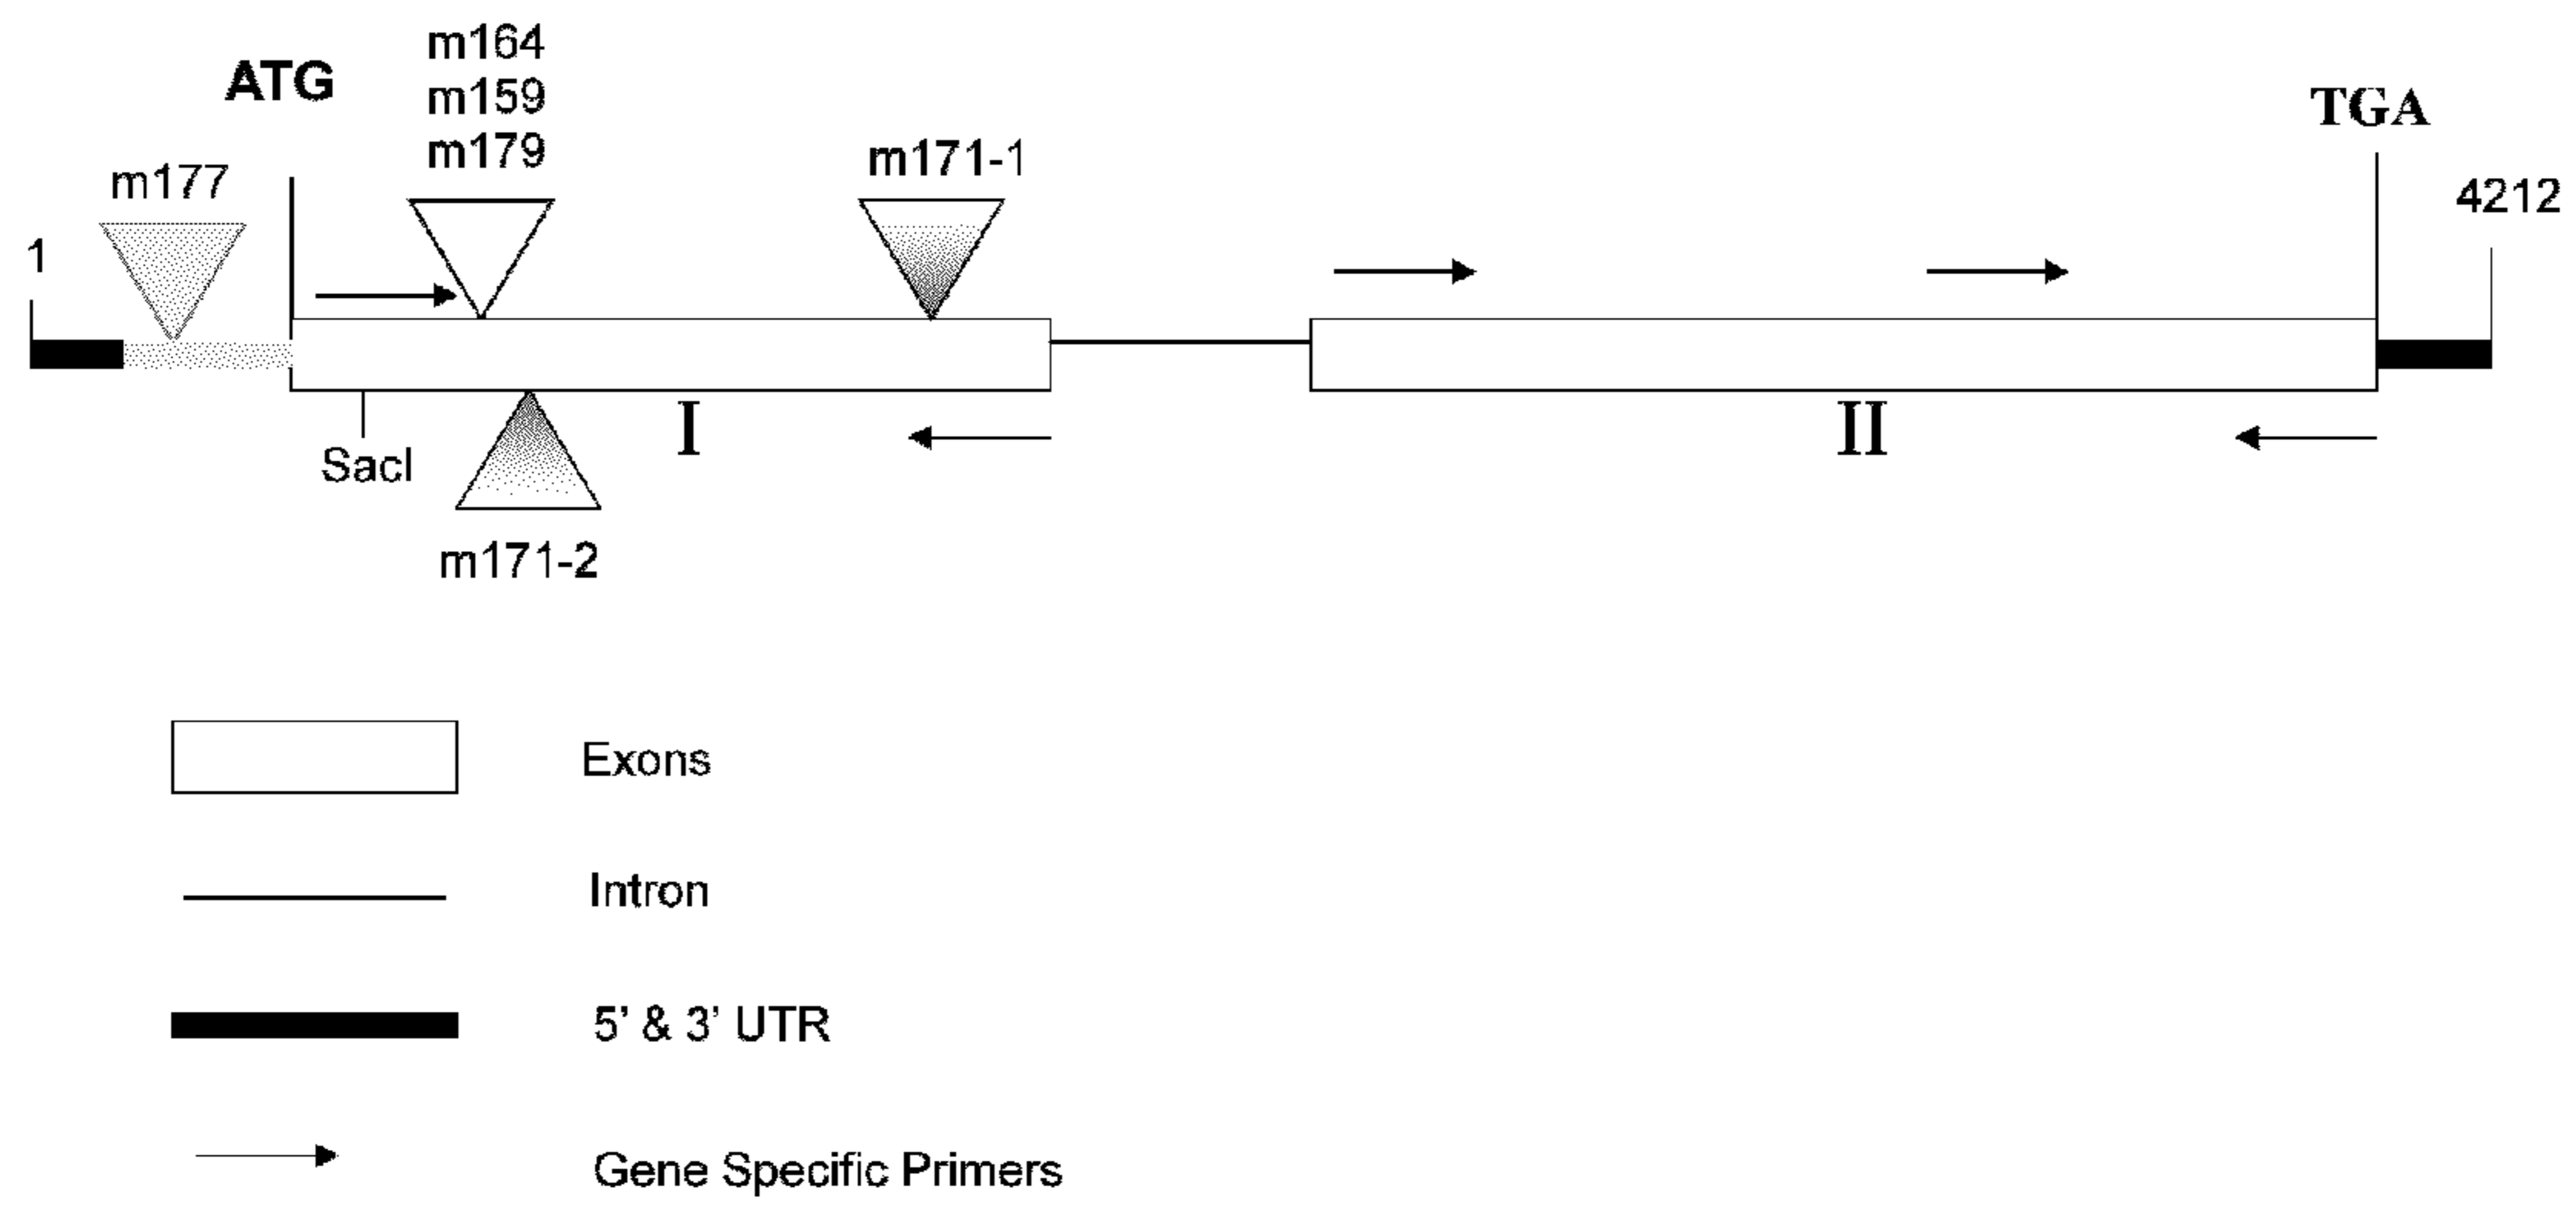 m164
ATG
m159
m179
m177
m171-1
TGA
4212
1
SacI
I
II
m171-2
Exons
Intron
5' & 3' UTR
Gene Specific Primers